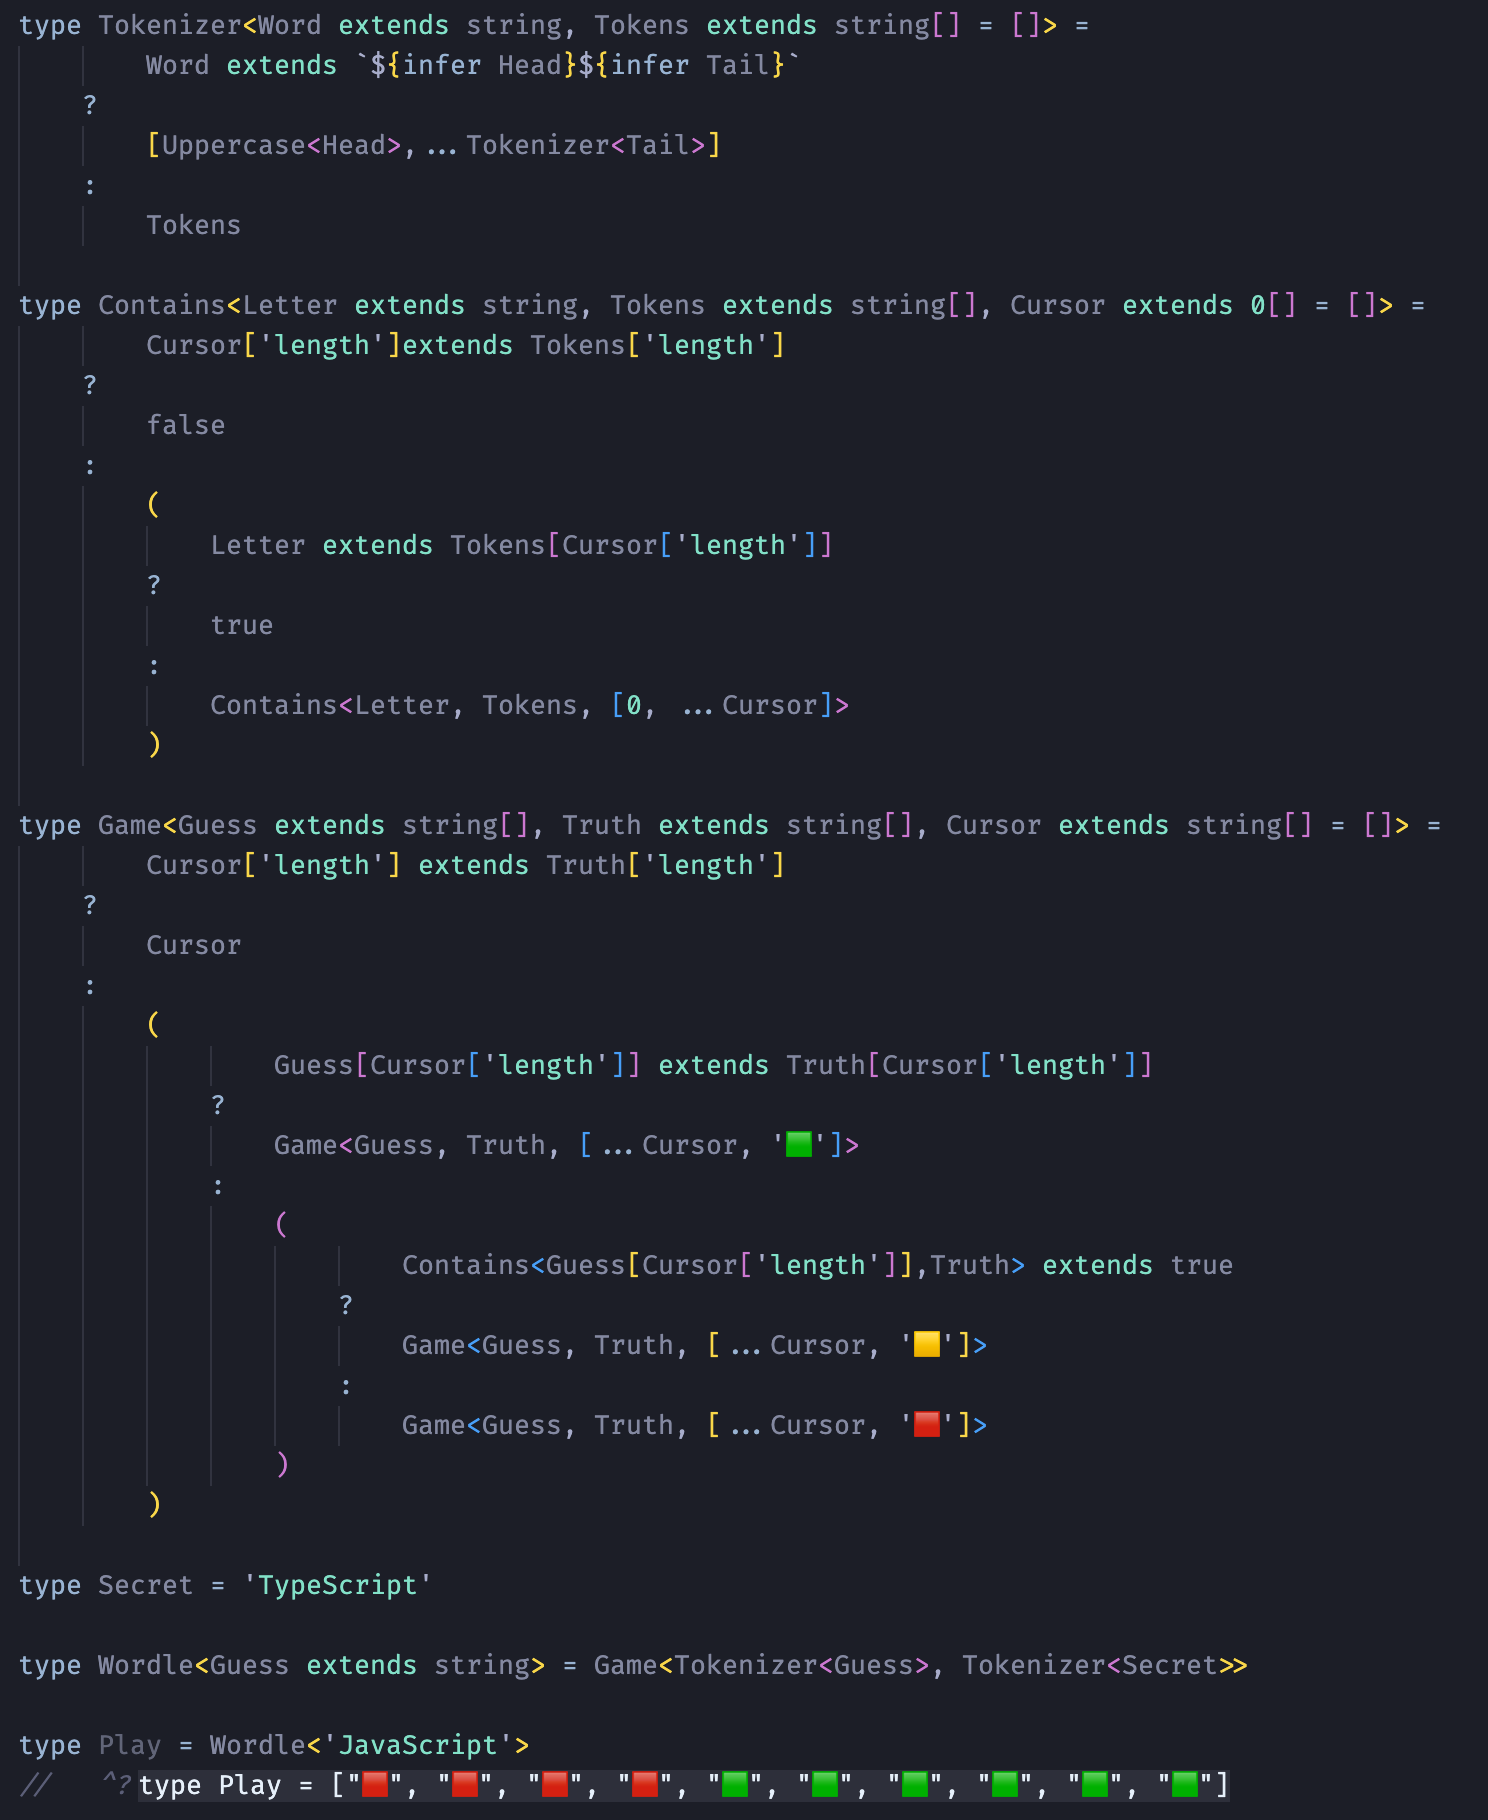 type Tokenizer<Word extends string, Tokens extends string[] = []> =
Word extends `${infer Head}${infer Tail}`
?
[Uppercase<Head>,...Tokenizer<Tail>]
:
Tokens
type Contains<Letter extends string, Tokens extends string[], Cursor extends 0[] = []> =
Cursor['length']extends Tokens['length']
?
false
:
(
Letter extends Tokens[Cursor['length']]
?
true
:
Contains<Letter, Tokens, [0, ...Cursor]>
)
type Game<Guess extends string[], Truth extends string[], Cursor extends string[] = []> =
Cursor['length'] extends Truth['length']
?
Cursor
:
(
Guess[Cursor['length']] extends Truth[Cursor['length']]
?
Game<Guess, Truth, [...Cursor, '🟩']>
:
(
Contains<Guess[Cursor['length']],Truth> extends true
?
Game<Guess, Truth, [...Cursor, '🟨']>
:
Game<Guess, Truth, [...Cursor, '🟥']>
)
)
type Secret = 'TypeScript'
type Wordle<Guess extends string> = Game<Tokenizer<Guess>, Tokenizer<Secret>>
type Play = Wordle<'JavaScript'>
//   ^?type Play = ["🟥", "🟥", "🟥", "🟥", "🟩", "🟩", "🟩", "🟩", "🟩", "🟩"]